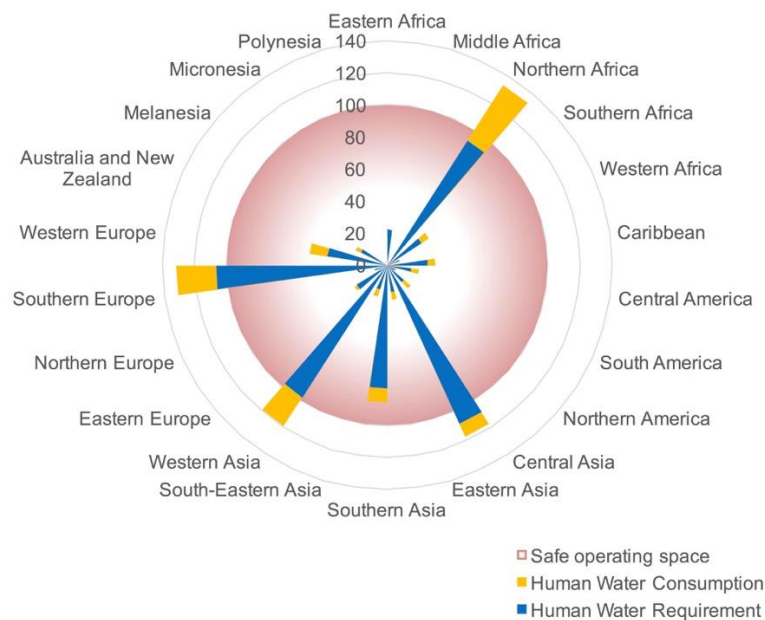 Eastern Africa
Middle Africa
Northern Africa
Southern Africa
Western Africa
Caribbean
Central America
South America
Northern America
Central Asia
Eastern Asia
Southern Asia
South-Eastern Asia
Western Asia
Eastern Europe
Northern Europe
Southern Europe
Western Europe
Australia and New
Zealand
Melanesia
Micronesia
Polynesia
140
120
100
80
60
40
20
0
Safe operating space
Human Water Consumption
Human Water Requirement